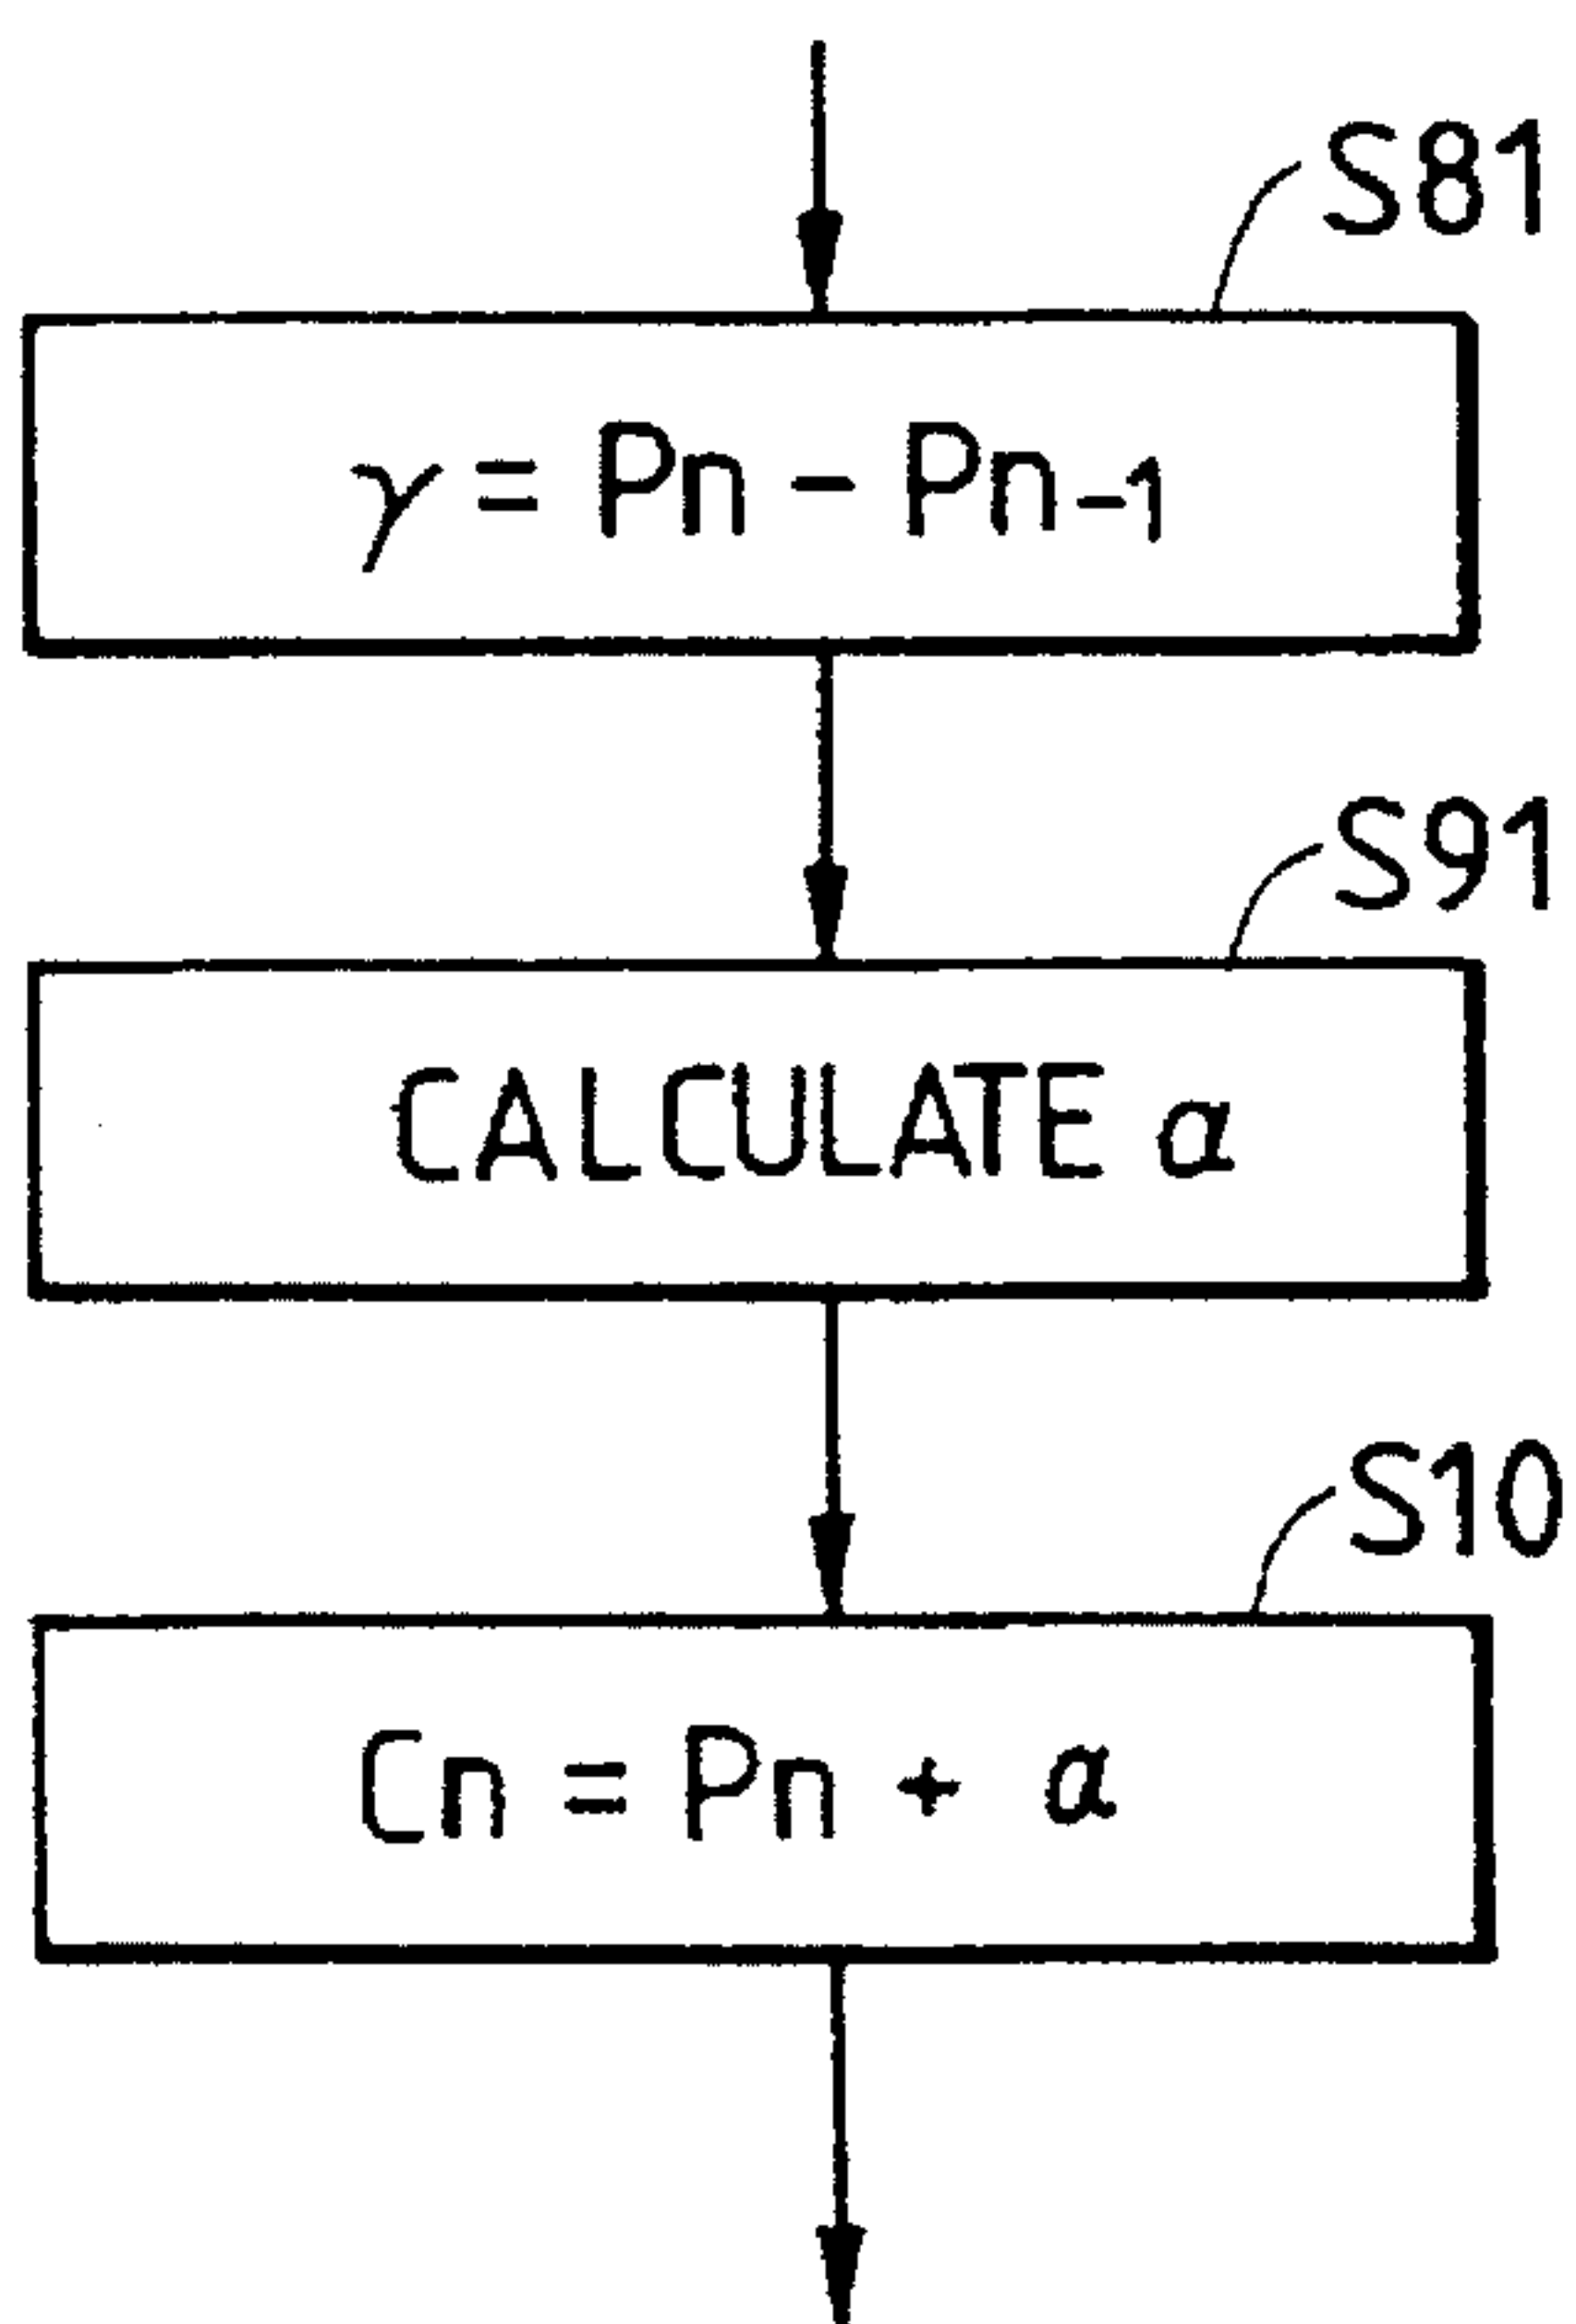 S81
γ = Pn - Pn-1
S91
CALCULATE α
S10
Cn = Pn + α